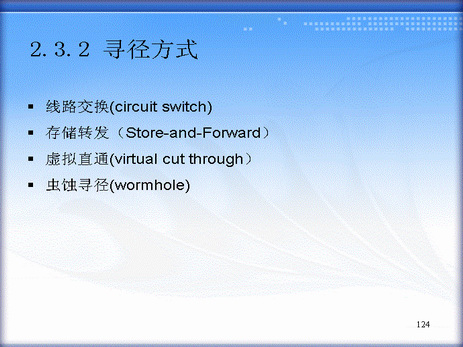 2.3.2 寻径方式
▪ 线路交换(circuit switch)
▪ 存储转发（Store-and-Forward）
▪ 虚拟直通(virtual cut through）
▪ 虫蚀寻径(wormhole)
124